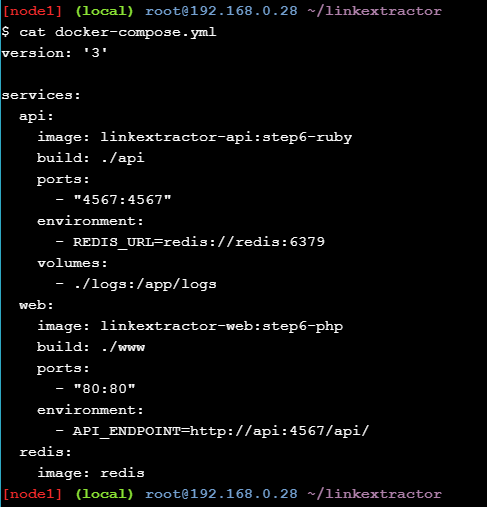 [node1] (local) root@192.168.0.28 ~/linkextractor
$ cat docker-compose.yml
version: '3'

services:
  api:
    image: linkextractor-api:step6-ruby
    build: ./api
    ports:
      - "4567:4567"
    environment:
      - REDIS_URL=redis://redis:6379
    volumes:
      - ./logs:/app/logs
  web:
    image: linkextractor-web:step6-php
    build: ./www
    ports:
      - "80:80"
    environment:
      - API_ENDPOINT=http://api:4567/api/
  redis:
    image: redis
[node1] (local) root@192.168.0.28 ~/linkextractor